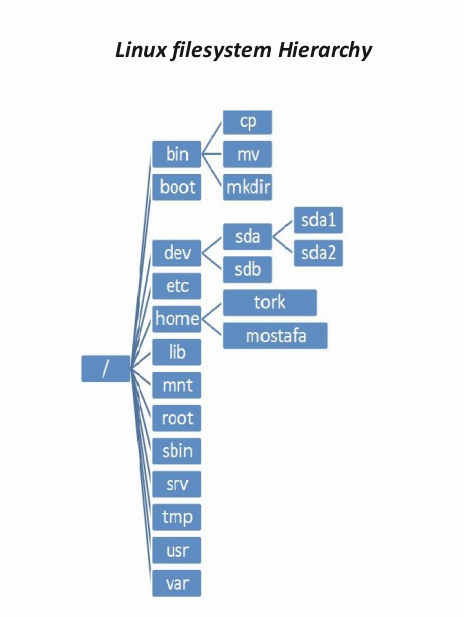 Linux filesystem Hierarchy
cp
bin
mv
boot
mkdir
sda1
sda
dev
sda2
sdb
etc
tork
home
mostafa
lib
/
mnt
root
sbin
srv
tmp
usr
var